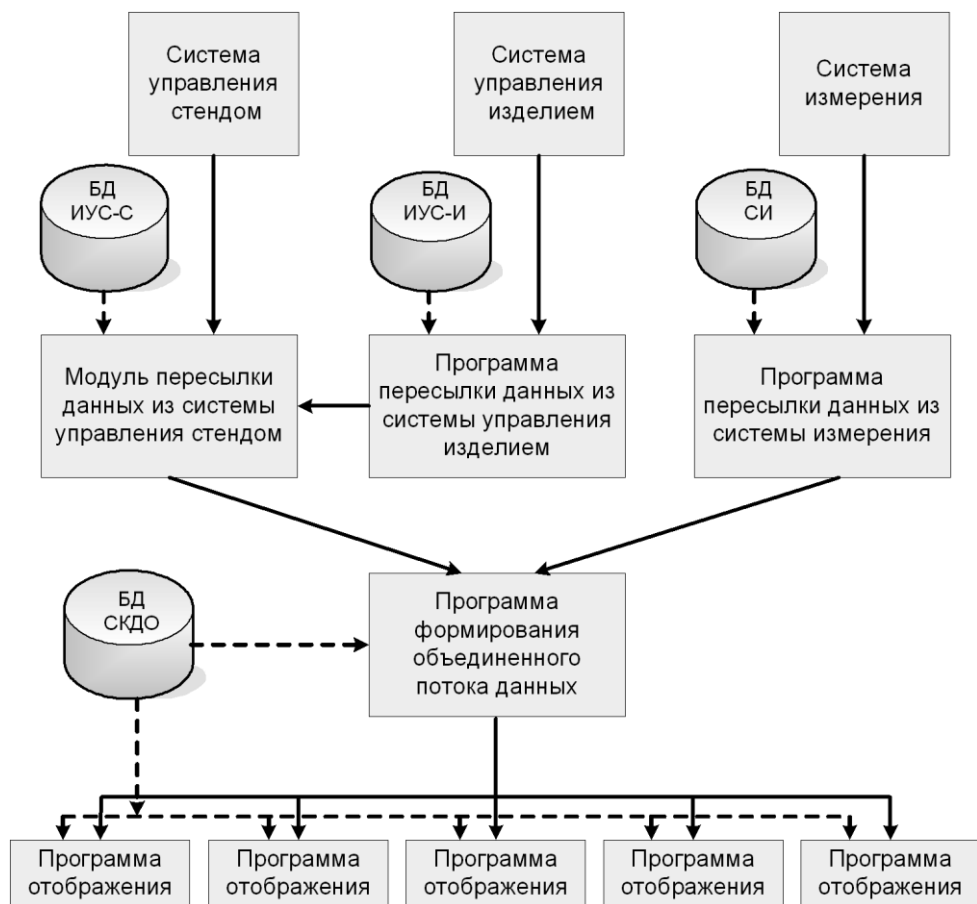 Система
управления
стендом
Система
управления
изделием
Система
измерения
БД
ИУС-С
БД
ИУС-И
БД
СИ
Модуль пересылки
данных из системы
управления стендом
Программа
пересылки данных из
системы управления
изделием
Программа
пересылки данных из
системы измерения
БД
СКДО
Программа
формирования
объединенного
потока данных
Программа
отображения
Программа
отображения
Программа
отображения
Программа
отображения
Программа
отображения